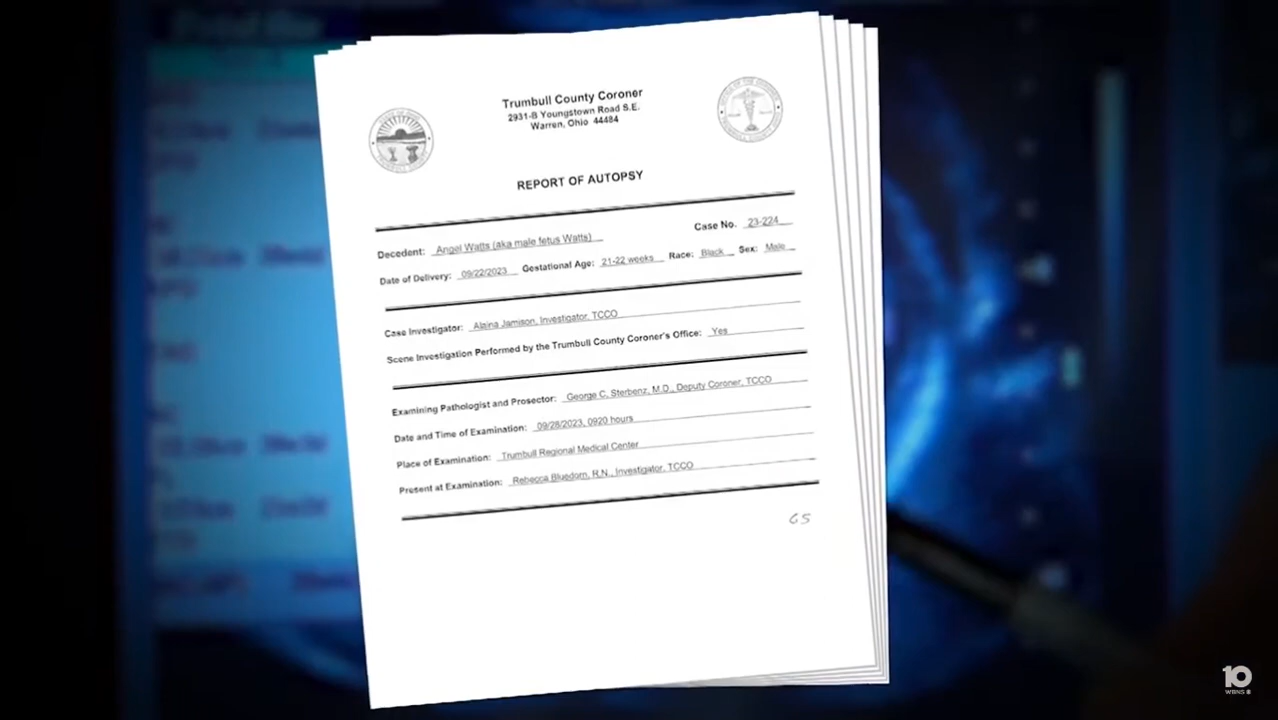 Trumbull County Coroner
2931-B Youngstown Road S.E.
Warren, Ohio 44484
REPORT OF AUTOPSY
Decedent: Angel Watts (aka male fetus Watts) Case No. 23-224
Date of Delivery: 09/22/2023 Gestational Age: 21-22 weeks Race: Black Sex: Male
Case Investigator: Alaina Jamison, Investigator, TCCO
Scene Investigation Performed by the Trumbull County Coroner's Office: Yes
Examining Pathologist and Prosector: George C. Sterbenz, M.D., Deputy Coroner, TCCO
Date and Time of Examination: 09/28/2023, 0920 hours
Place of Examination: Trumbull Regional Medical Center
Present at Examination: Rebecca Bluedorn, R.N., Investigator, TCCO
GS
10
WBNS